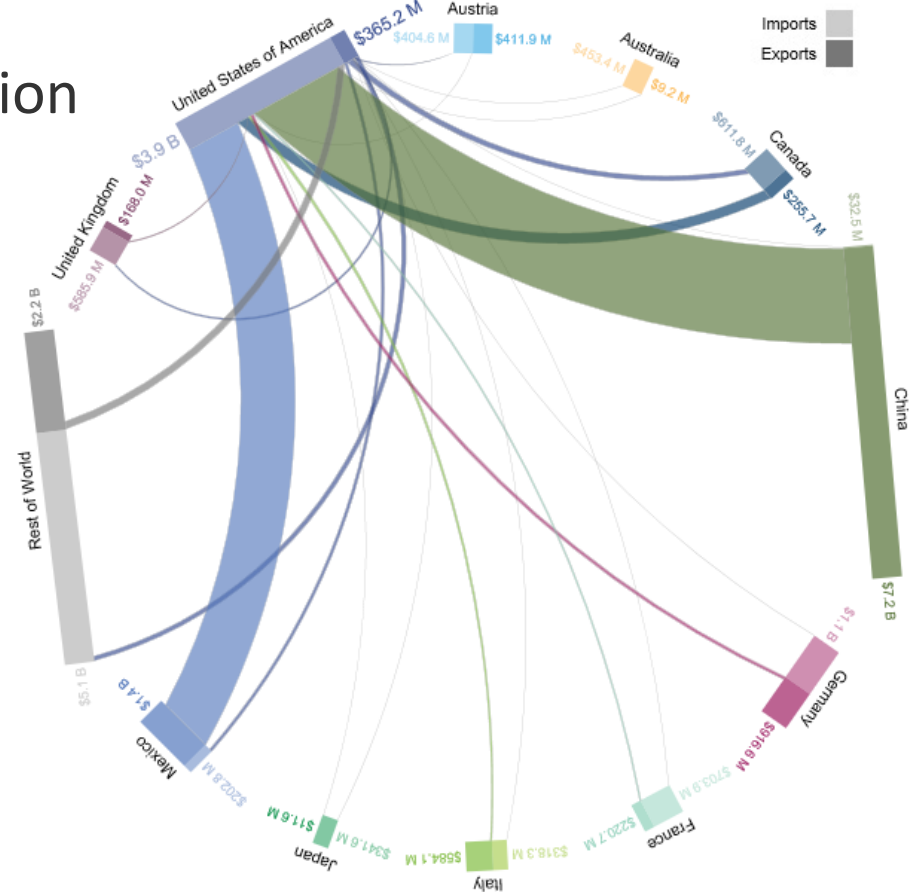 ion
Imports
Exports
United States of America
$365.2 M
$3.9 B
Austria
$404.6 M
$411.9 M
Australia
$453.4 M
$9.2 M
Canada
$611.8 M
$255.7 M
China
$32.5 M
$7.2 B
Germany
$1.1 B
$916.6 M
France
$703.9 M
$220.7 M
Italy
$318.3 M
$584.1 M
Japan
$341.6 M
$11.6 M
Mexico
$202.8 M
$1.4 B
Rest of World
$5.1 B
$2.2 B
United Kingdom
$585.9 M
$168.0 M